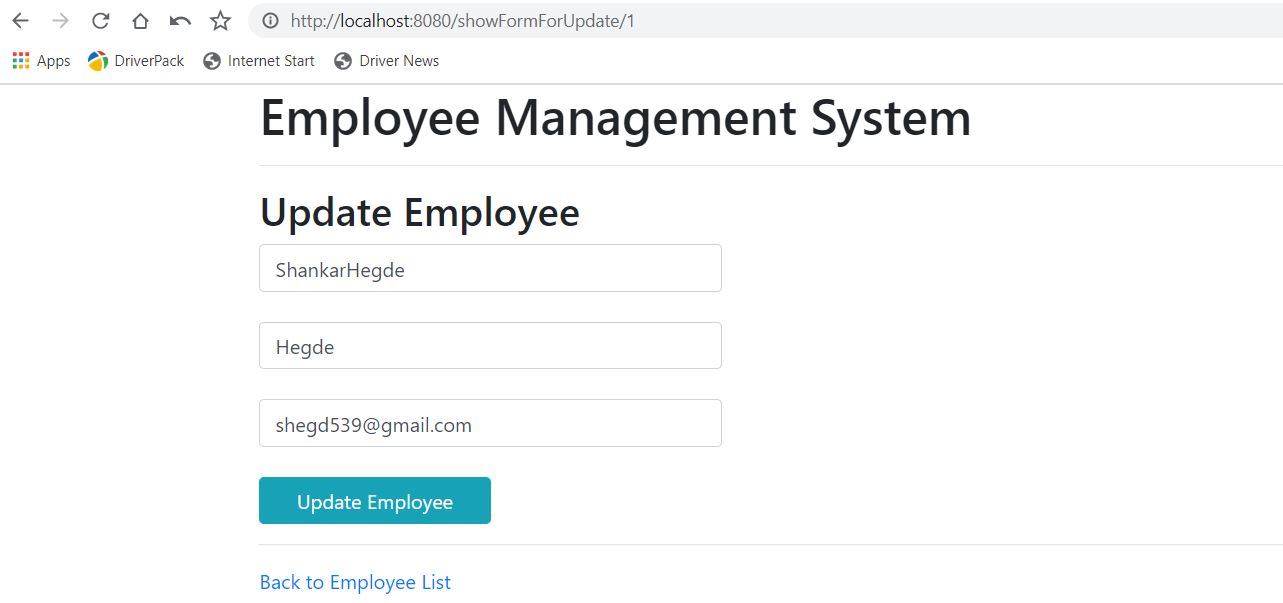 http://localhost:8080/showFormForUpdate/1
Apps DriverPack Internet Start Driver News
Employee Management System
Update Employee
ShankarHegde
Hegde
shegd539@gmail.com
Update Employee
Back to Employee List